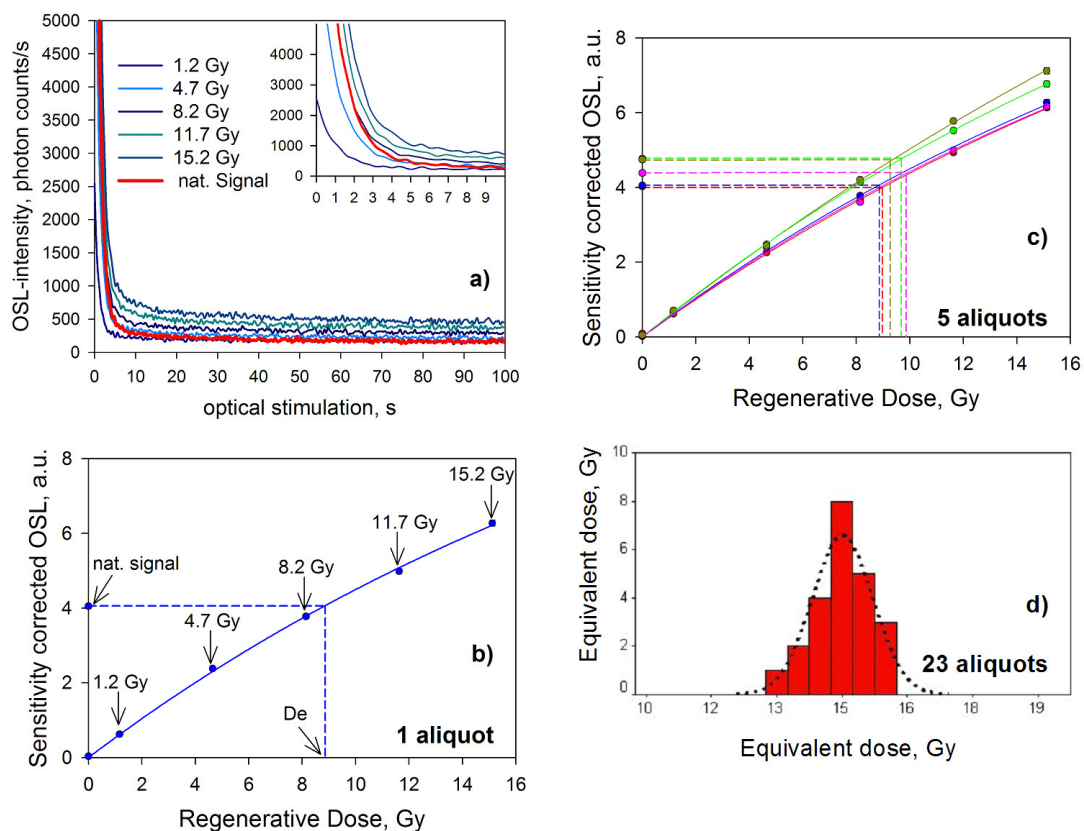 5000
4500
4000
3500
3000
2500
2000
1500
1000
500
0
OSL-intensity, photon counts/s
1.2 Gy
4.7 Gy
8.2 Gy
11.7 Gy
15.2 Gy
nat. Signal
4000
3000
2000
1000
0
0 1 2 3 4 5 6 7 8 9
a)
0 10 20 30 40 50 60 70 80 90 100
optical stimulation, s
8
6
4
2
0
Sensitivity corrected OSL, a.u.
c)
5 aliquots
0 2 4 6 8 10 12 14 16
Regenerative Dose, Gy
8
6
4
2
0
Sensitivity corrected OSL, a.u.
15.2 Gy
11.7 Gy
nat. signal
8.2 Gy
4.7 Gy
b)
1.2 Gy
De
1 aliquot
0 2 4 6 8 10 12 14 16
Regenerative Dose, Gy
10
8
6
4
2
0
Equivalent dose, Gy
d)
23 aliquots
10 12 13 15 16 18 19
Equivalent dose, Gy